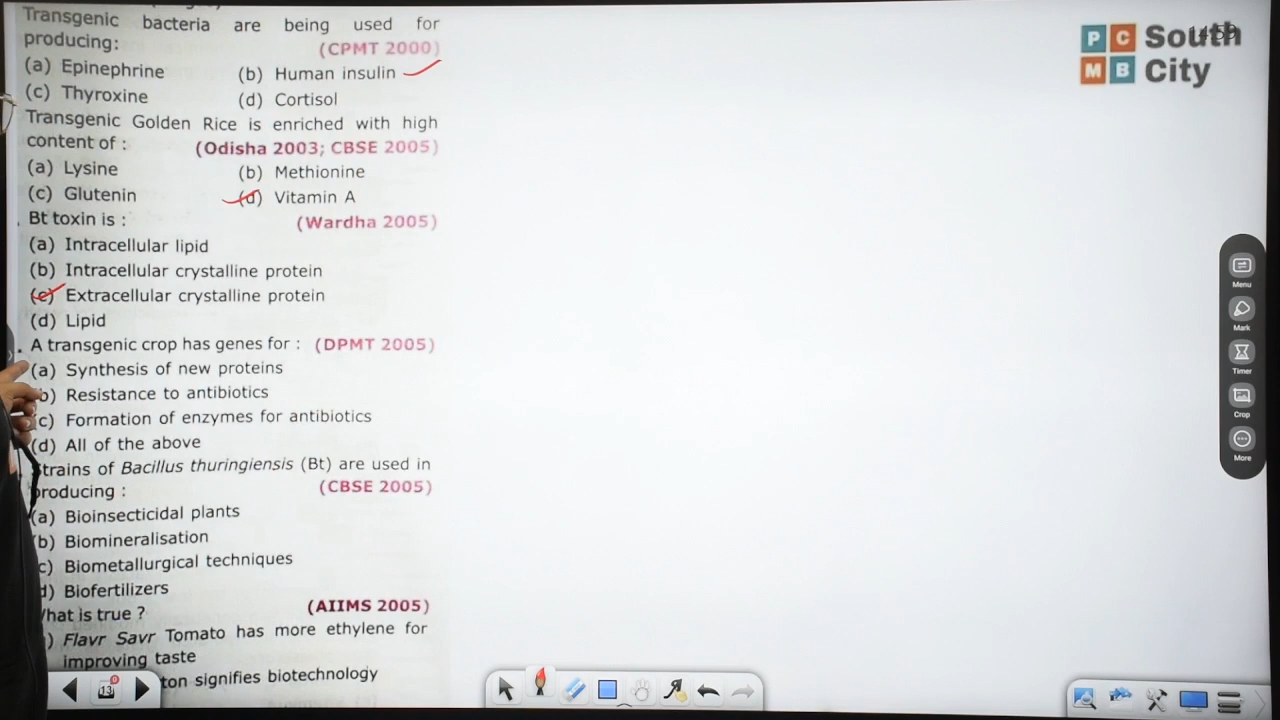 Transgenic bacteria are being used for
producing: (CPMT 2000)
(a) Epinephrine (b) Human insulin
(c) Thyroxine (d) Cortisol
Transgenic Golden Rice is enriched with high
content of : (Odisha 2003; CBSE 2005)
(a) Lysine (b) Methionine
(c) Glutenin (d) Vitamin A
Bt toxin is : (Wardha 2005)
(a) Intracellular lipid
(b) Intracellular crystalline protein
(c) Extracellular crystalline protein
(d) Lipid
A transgenic crop has genes for : (DPMT 2005)
(a) Synthesis of new proteins
b) Resistance to antibiotics
c) Formation of enzymes for antibiotics
(d) All of the above
Strains of Bacillus thuringiensis (Bt) are used in
producing : (CBSE 2005)
(a) Bioinsecticidal plants
b) Biomineralisation
c) Biometallurgical techniques
d) Biofertilizers
What is true ? (AIIMS 2005)
) Flavr Savr Tomato has more ethylene for
improving taste
ton signifies biotechnology
P C South
M B City
14:59
Menu
Mark
Timer
Crop
More
13